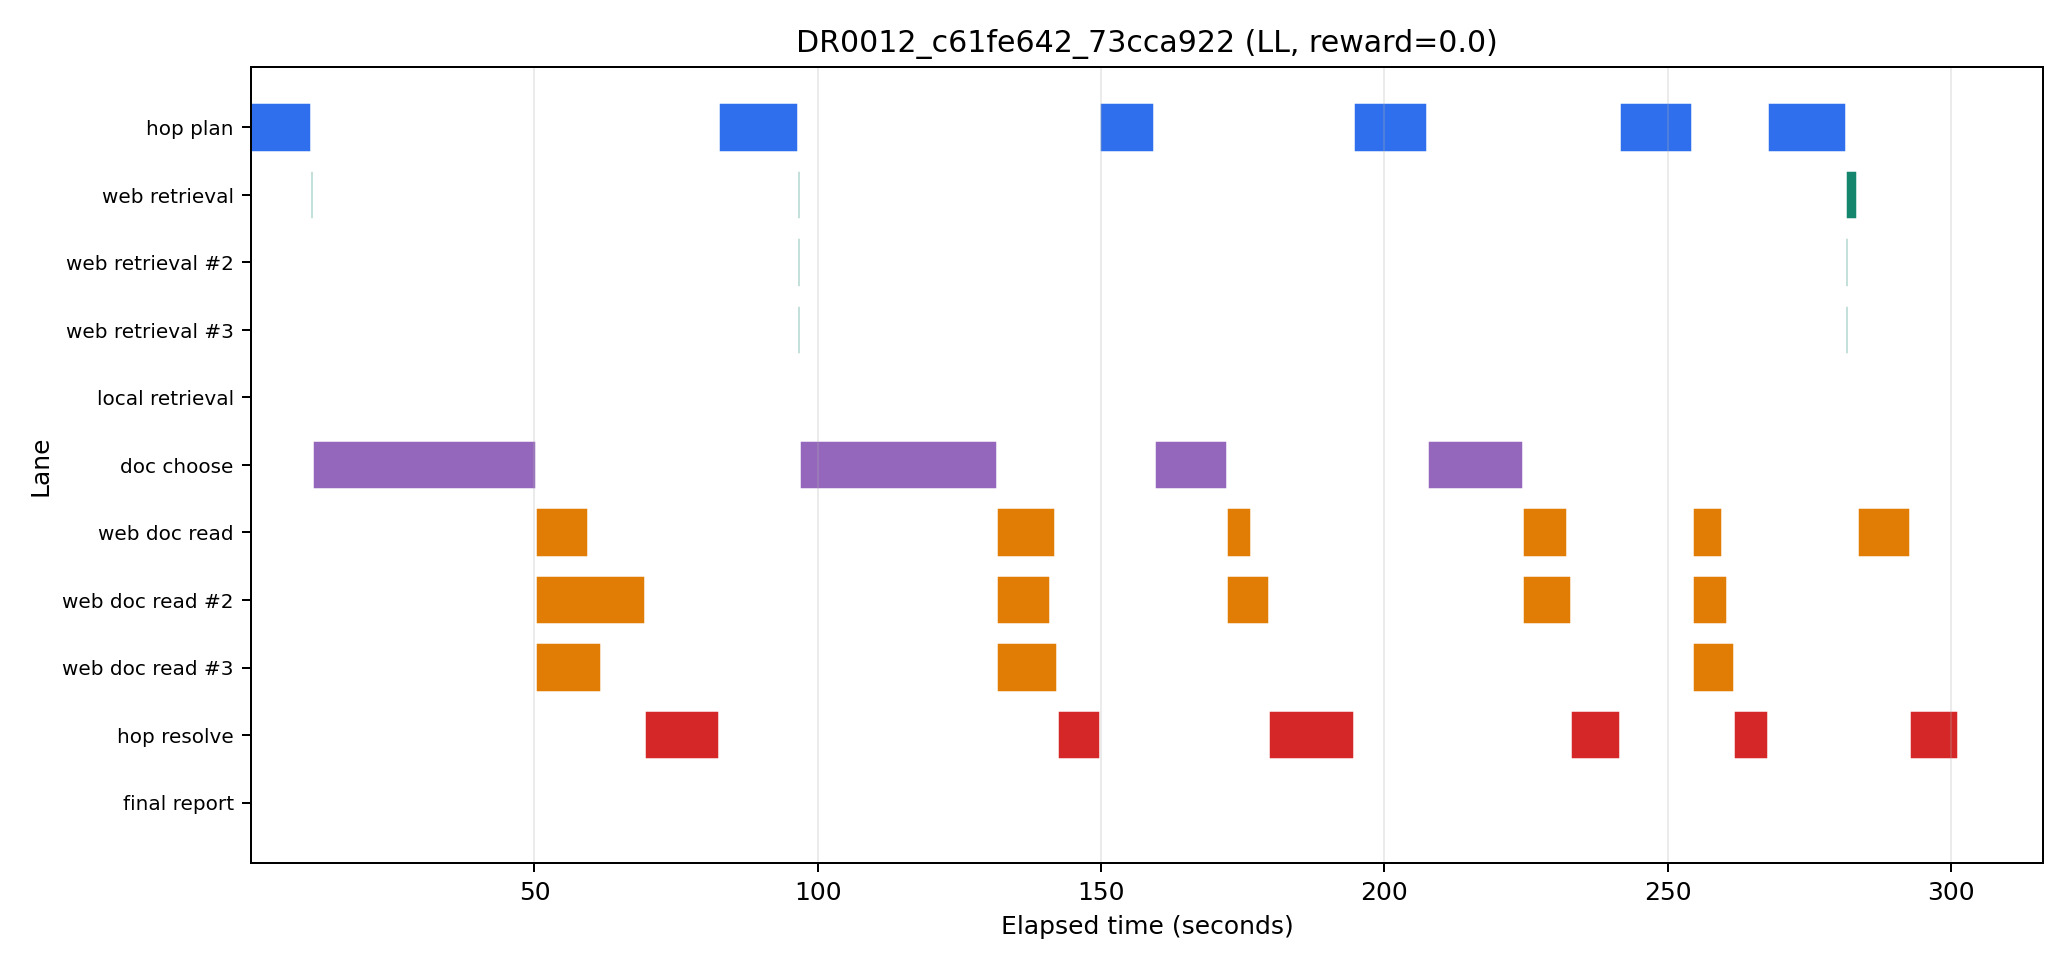 DR0012_c61fe642_73cca922 (LL, reward=0.0)
Lane
hop plan
web retrieval
web retrieval #2
web retrieval #3
local retrieval
doc choose
web doc read
web doc read #2
web doc read #3
hop resolve
final report
50 100 150 200 250 300
Elapsed time (seconds)